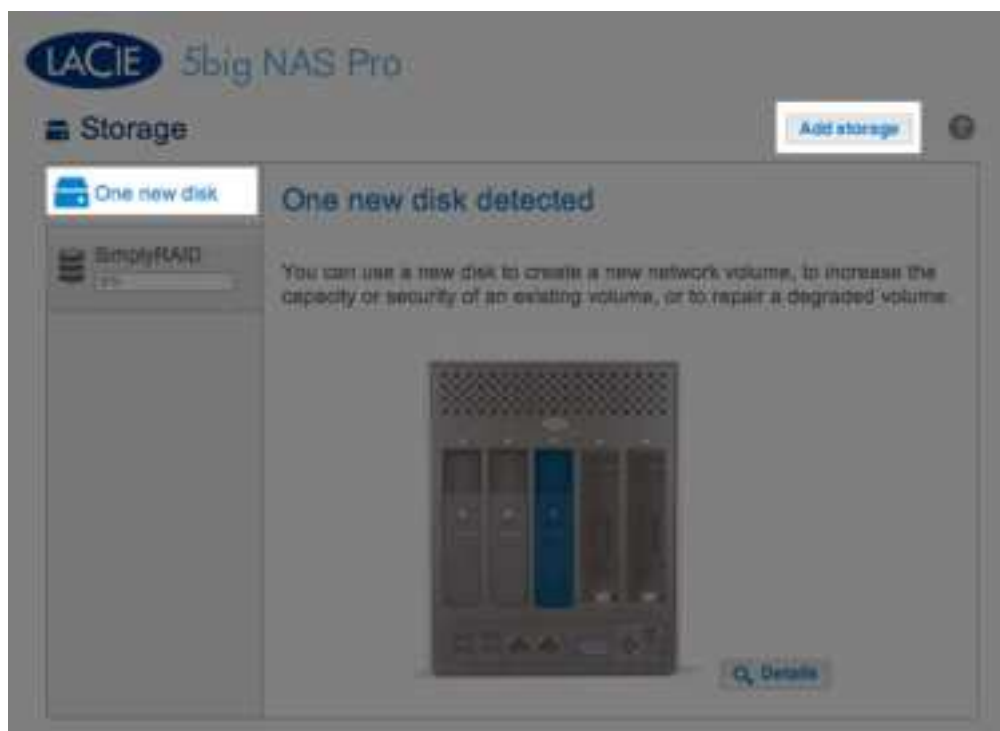 LACIE 5big NAS Pro
Storage
Add storage
?
One new disk
SimplyRAID
One new disk detected
You can use a new disk to create a new network volume, to increase the
capacity or security of an existing volume, or to repair a degraded volume.
Details